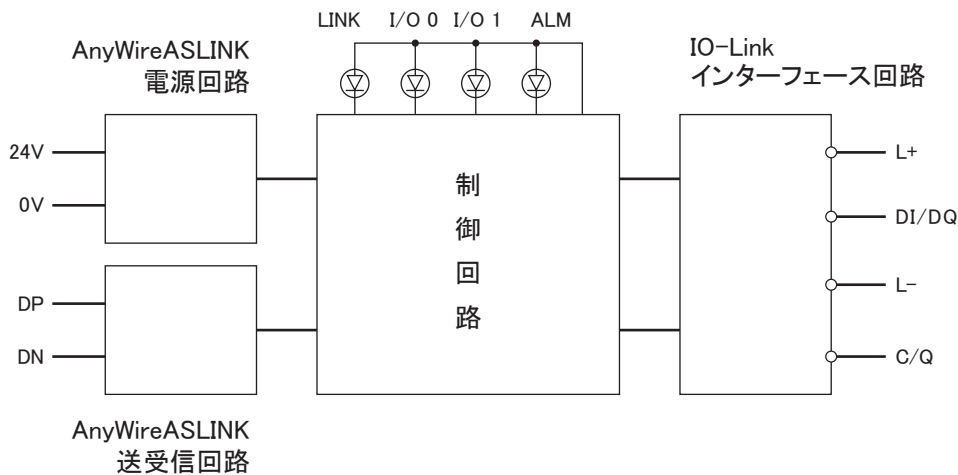 LINK I/O 0 I/O 1 ALM
AnyWireASLINK
電源回路
IO-Link
インターフェース回路
24V
0V
制
御
回
路
L+
DI/DQ
L-
C/Q
DP
DN
AnyWireASLINK
送受信回路